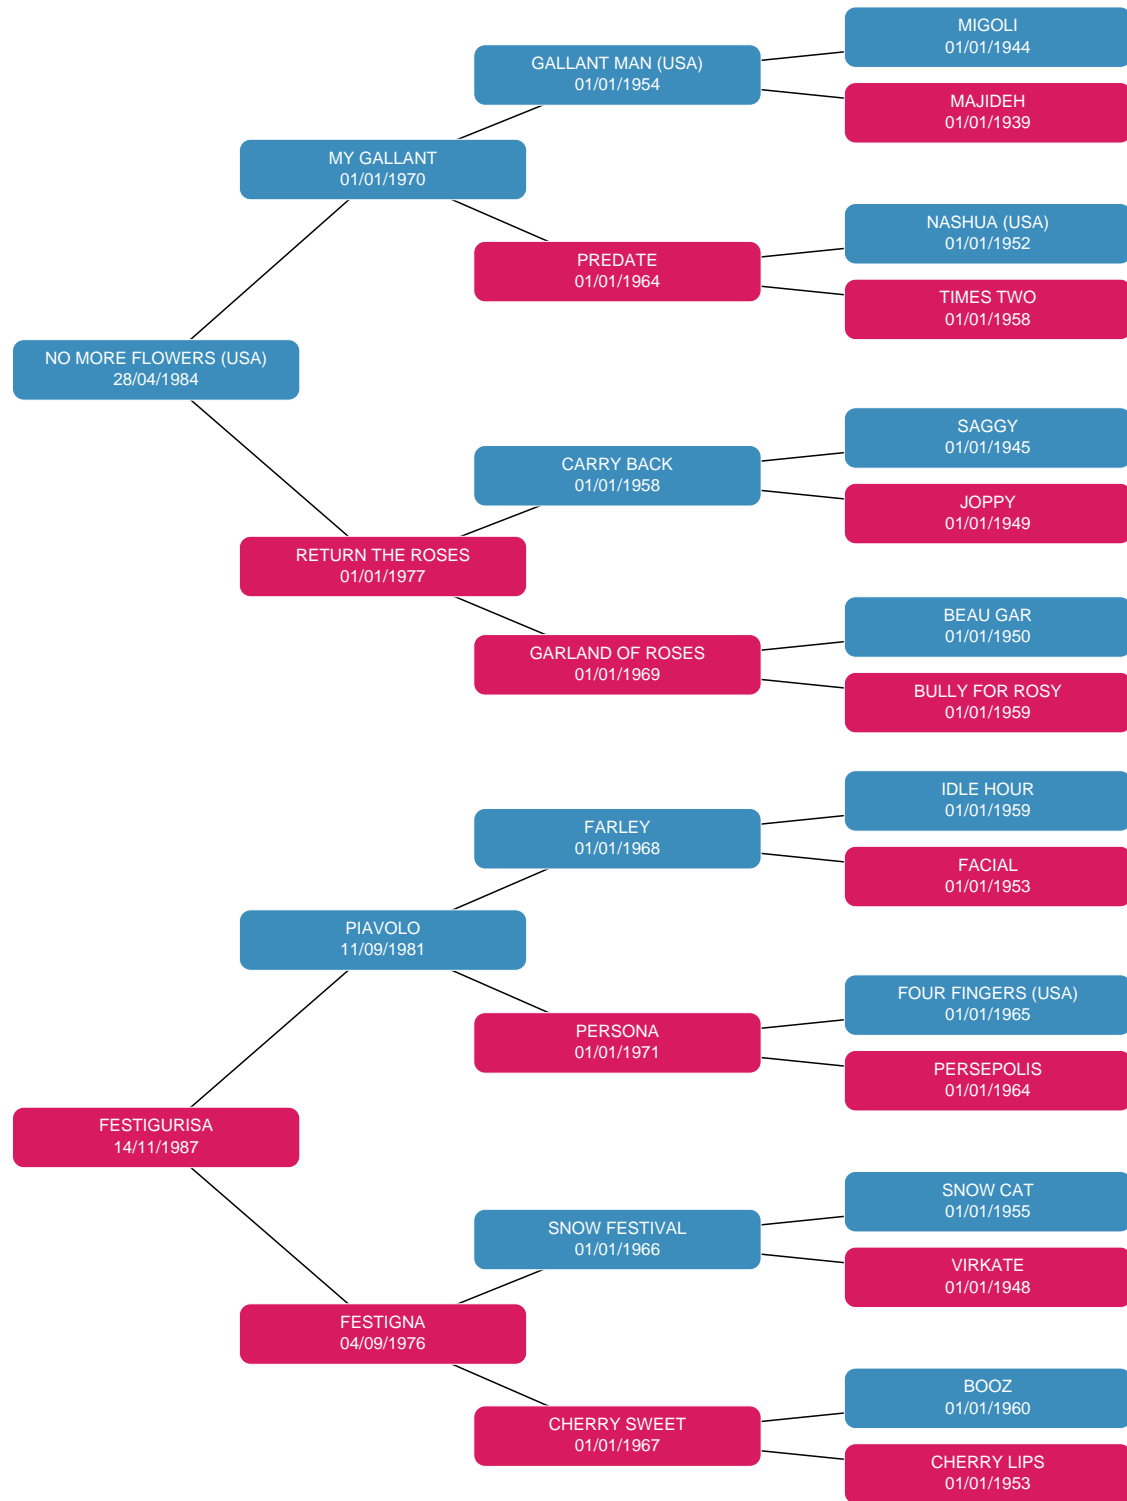 MIGOLI
01/01/1944
GALLANT MAN (USA)
01/01/1954
MAJIDEH
01/01/1939
MY GALLANT
01/01/1970
NASHUA (USA)
01/01/1952
PREDATE
01/01/1964
TIMES TWO
01/01/1958
NO MORE FLOWERS (USA)
28/04/1984
SAGGY
01/01/1945
CARRY BACK
01/01/1958
JOPPY
01/01/1949
RETURN THE ROSES
01/01/1977
BEAU GAR
01/01/1950
GARLAND OF ROSES
01/01/1969
BULLY FOR ROSY
01/01/1959
IDLE HOUR
01/01/1959
FARLEY
01/01/1968
FACIAL
01/01/1953
PIAVOLO
11/09/1981
FOUR FINGERS (USA)
01/01/1965
PERSONA
01/01/1971
PERSEPOLIS
01/01/1964
FESTIGURISA
14/11/1987
SNOW CAT
01/01/1955
SNOW FESTIVAL
01/01/1966
VIRKATE
01/01/1948
FESTIGNA
04/09/1976
BOOZ
01/01/1960
CHERRY SWEET
01/01/1967
CHERRY LIPS
01/01/1953